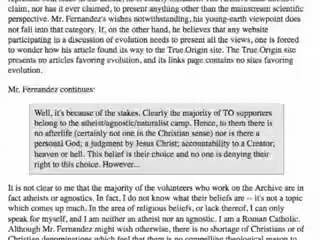 claim, nor has it ever claimed, to present anything other than the mainstream scientific
perspective. Mr. Fernandez's wishes notwithstanding, his young-earth viewpoint does
not fall into that category. If, on the other hand, he believes that any website
participating in a discussion of evolution needs to present all the views, one is forced
to wonder how his article found its way to the True.Origin site. The True Origin site
presents no articles favoring evolution, and its links page contains no sites favoring
evolution.
Mr. Fernandez continues:
Well, it's because of the stakes. Clearly the majority of TO supporters
belong to the atheist/agnostic/naturalist camp. Hence, to them there is
no afterlife (certainly not one in the Christian sense) nor is there a
personal God; a judgment by Jesus Christ; accountability to a Creator;
heaven or hell. This belief is their choice and no one is denying their
right to this choice. However...
It is not clear to me that the majority of the volunteers who work on the Archive are in
fact atheists or agnostics. In fact, I do not know what their beliefs are -- it's not a topic
which comes up much. In the area of religious beliefs, or lack thereof, I can only
speak for myself, and I am neither an atheist nor an agnostic. I am a Roman Catholic.
Although Mr. Fernandez might wish otherwise, there is no shortage of Christians or
Christian denominations which feel that there is no compelling theological reason to